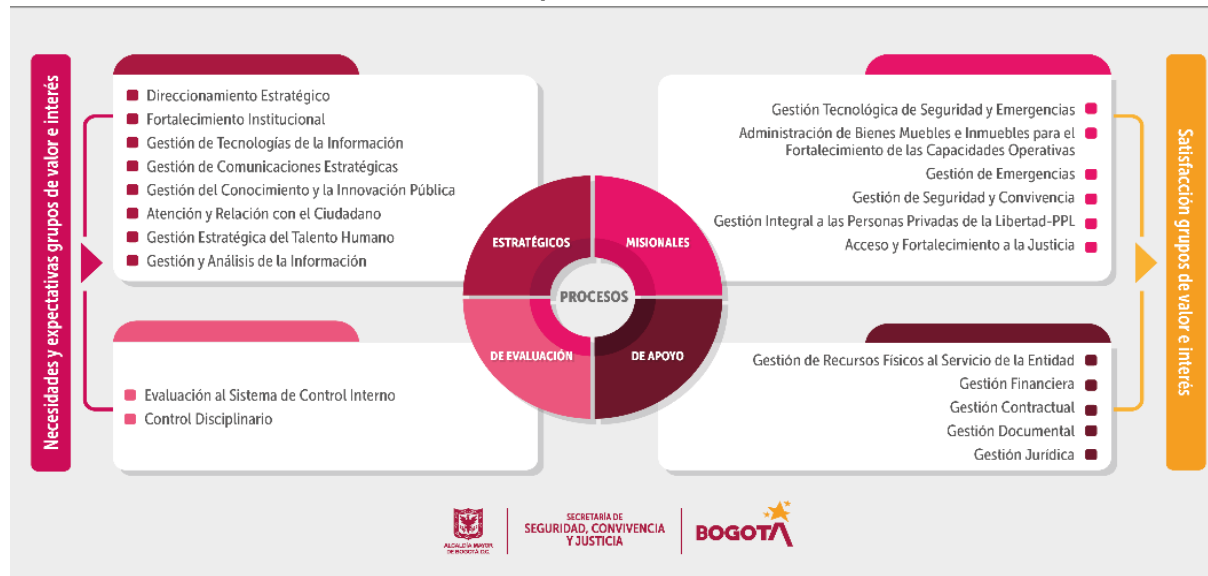 Necesidades y expectativas grupos de valor e interés
Direccionamiento Estratégico
Fortalecimiento Institucional
Gestión de Tecnologías de la Información
Gestión de Comunicaciones Estratégicas
Gestión del Conocimiento y la Innovación Pública
Atención y Relación con el Ciudadano
Gestión Estratégica del Talento Humano
Gestión y Análisis de la Información
Evaluación al Sistema de Control Interno
Control Disciplinario
ESTRATÉGICOS
MISIONALES
PROCESOS
DE EVALUACIÓN
DE APOYO
Gestión Tecnológica de Seguridad y Emergencias
Administración de Bienes Muebles e Inmuebles para el
Fortalecimiento de las Capacidades Operativas
Gestión de Emergencias
Gestión de Seguridad y Convivencia
Gestión Integral a las Personas Privadas de la Libertad-PPL
Acceso y Fortalecimiento a la Justicia
Gestión de Recursos Físicos al Servicio de la Entidad
Gestión Financiera
Gestión Contractual
Gestión Documental
Gestión Jurídica
Satisfacción grupos de valor e interés
ALCALDÍA MAYOR
DE BOGOTÁ D.C.
SECRETARÍA DE
SEGURIDAD, CONVIVENCIA
Y JUSTICIA
BOGOTÁ